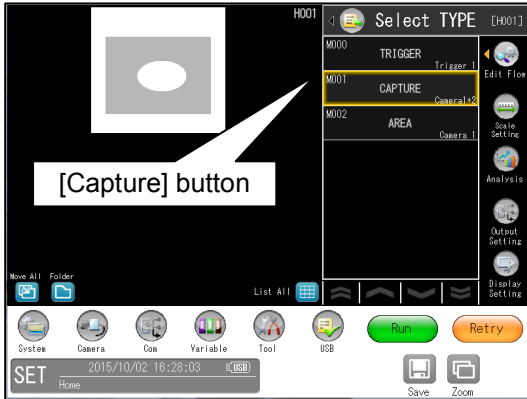 H001
Select TYPE [H001]
M000
TRIGGER
Trigger 1
M001
CAPTURE
Camera1*2
M002
AREA
Camera 1
[Capture] button
Edit Flow
Scale
Setting
Analysis
Output
Setting
Display
Setting
Move All Folder
List All
System Camera Com Variable Tool USB
Run Retry
SET
2015/10/02 16:28:03 USB
Home
Save Zoom